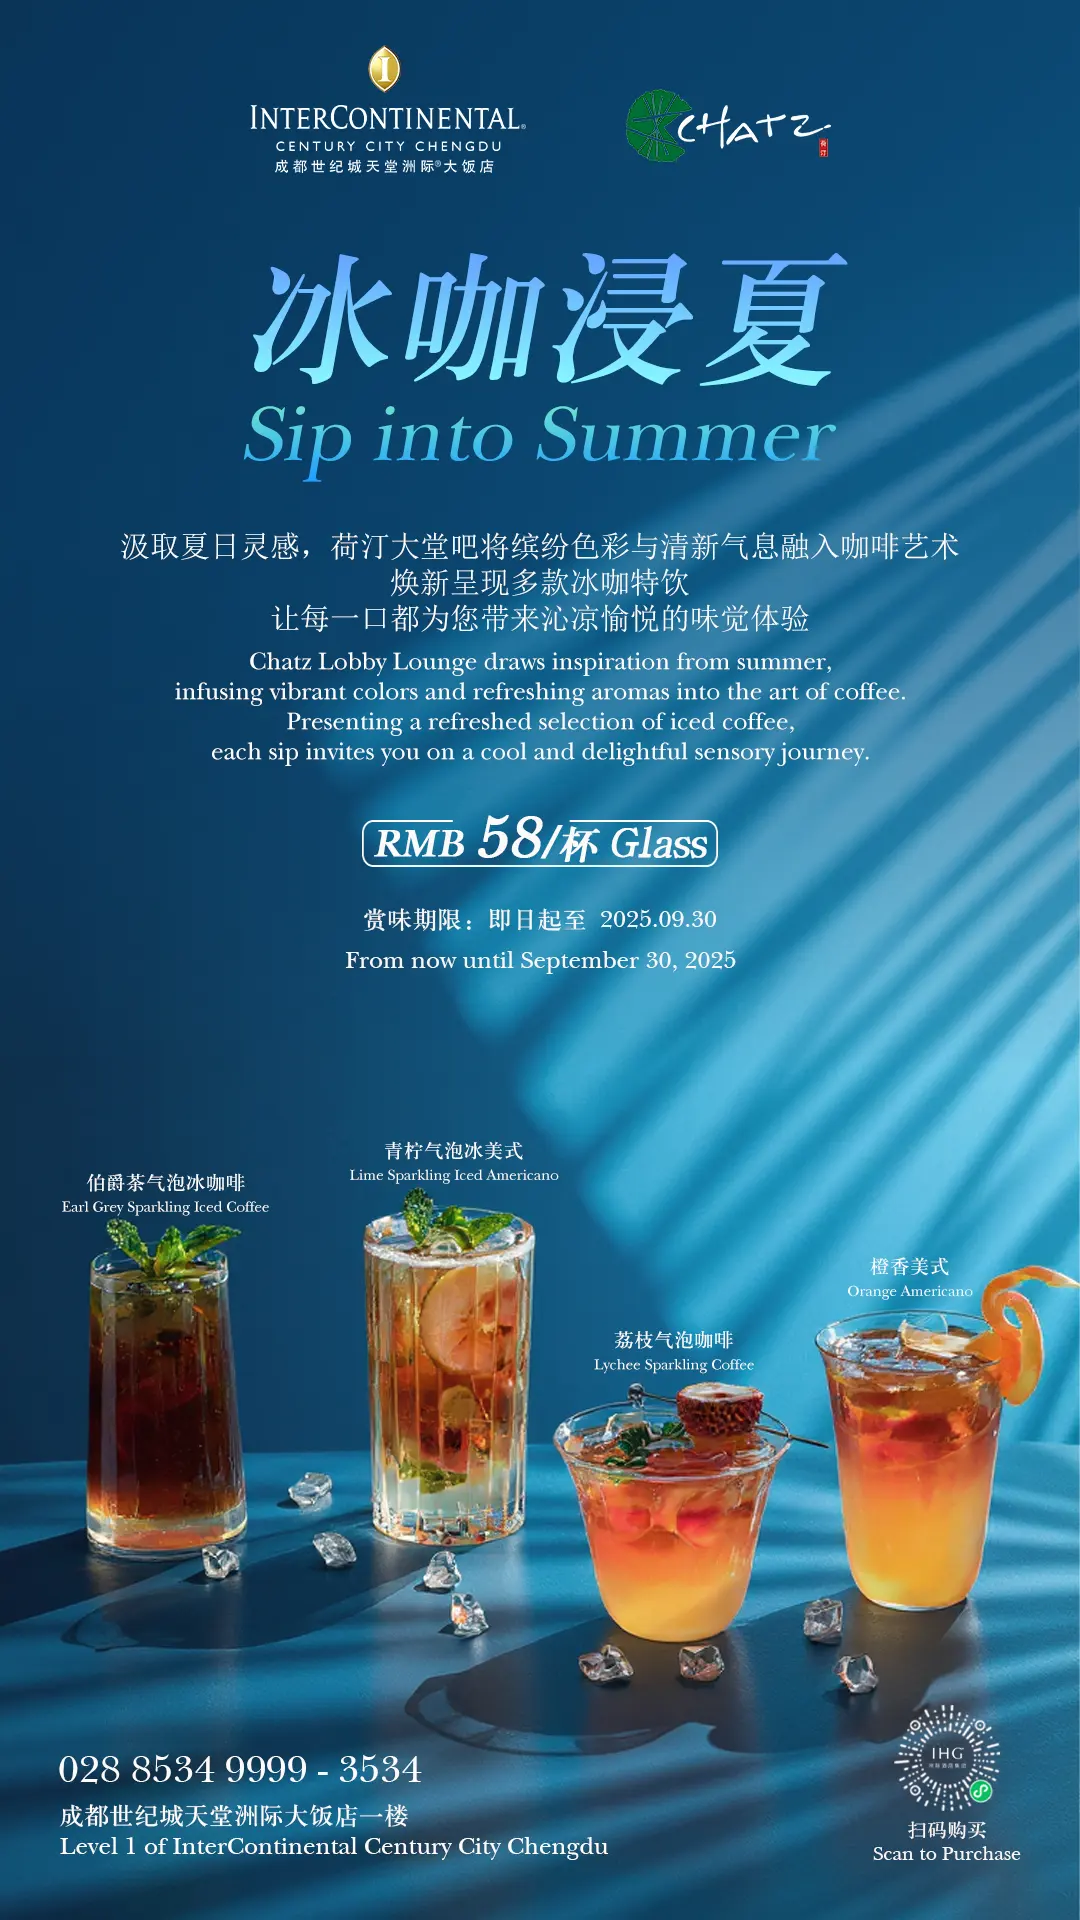 INTERCONTINENTAL®
CENTURY CITY CHENGDU
成都世纪城天堂洲际®大饭店
CHATZ.
荷汀
冰咖浸夏
Sip into Summer
汲取夏日灵感，荷汀大堂吧将缤纷色彩与清新气息融入咖啡艺术
焕新呈现多款冰咖特饮
让每一口都为您带来沁凉愉悦的味觉体验
Chatz Lobby Lounge draws inspiration from summer,
infusing vibrant colors and refreshing aromas into the art of coffee.
Presenting a refreshed selection of iced coffee,
each sip invites you on a cool and delightful sensory journey.
RMB 58/杯 Glass
赏味期限：即日起至 2025.09.30
From now until September 30, 2025
青柠气泡冰美式
Lime Sparkling Iced Americano
伯爵茶气泡冰咖啡
Earl Grey Sparkling Iced Coffee
橙香美式
Orange Americano
荔枝气泡咖啡
Lychee Sparkling Coffee
028 8534 9999 - 3534
成都世纪城天堂洲际大饭店一楼
Level 1 of InterContinental Century City Chengdu
IHG
扫码购买
Scan to Purchase